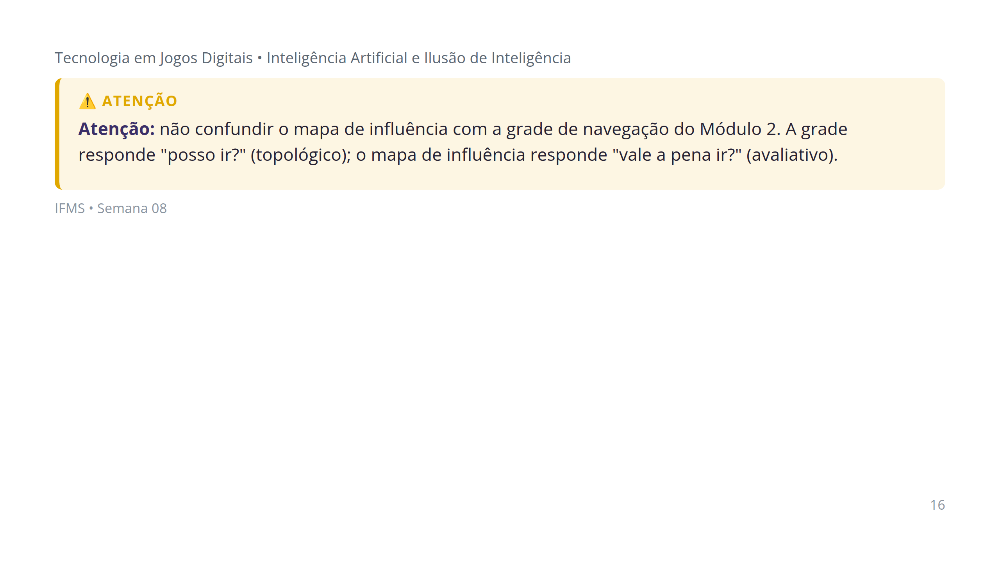 Tecnologia em Jogos Digitais • Inteligência Artificial e Ilusão de Inteligência
⚠️ ATENÇÃO
Atenção: não confundir o mapa de influência com a grade de navegação do Módulo 2. A grade
responde "posso ir?" (topológico); o mapa de influência responde "vale a pena ir?" (avaliativo).
IFMS • Semana 08
16